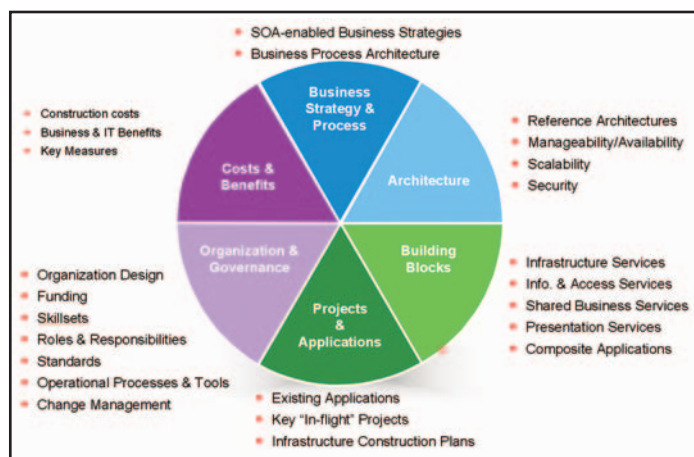 SOA-enabled Business Strategies
Business Process Architecture
Business
Strategy &
Process
Construction costs
Business & IT Benefits
Key Measures
Costs &
Benefits
Architecture
Reference Architectures
Manageability/Availability
Scalability
Security
Organization &
Governance
Building
Blocks
Organization Design
Funding
Skillsets
Roles & Responsibilities
Standards
Operational Processes & Tools
Change Management
Projects
&
Applications
Infrastructure Services
Info. & Access Services
Shared Business Services
Presentation Services
Composite Applications
Existing Applications
Key "In-flight" Projects
Infrastructure Construction Plans